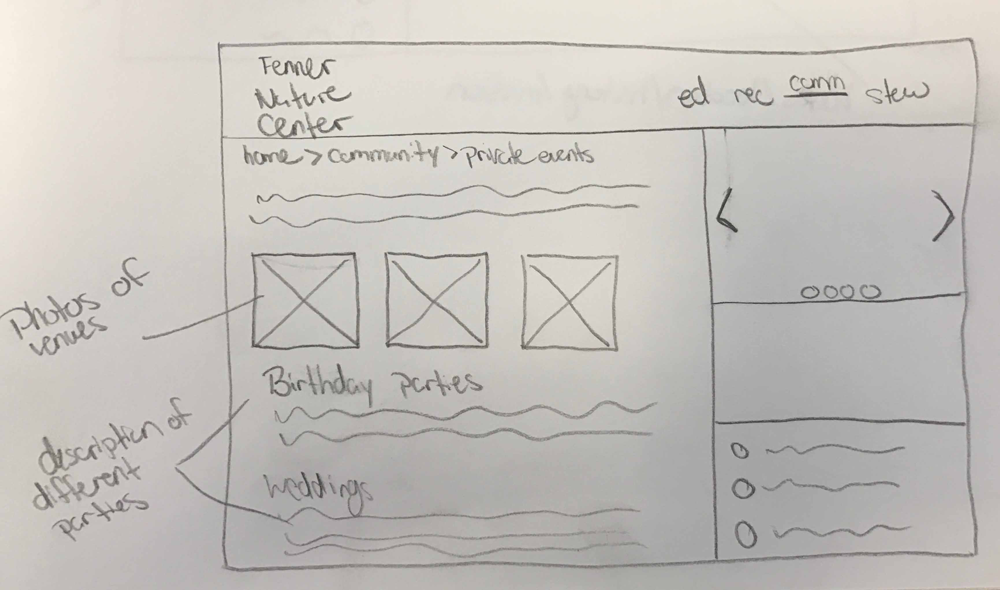 Fenner
Nature
Center
ed rec comm stew
home > community > private events
Photos of
venues
Birthday parties
description of
different
parties
weddings